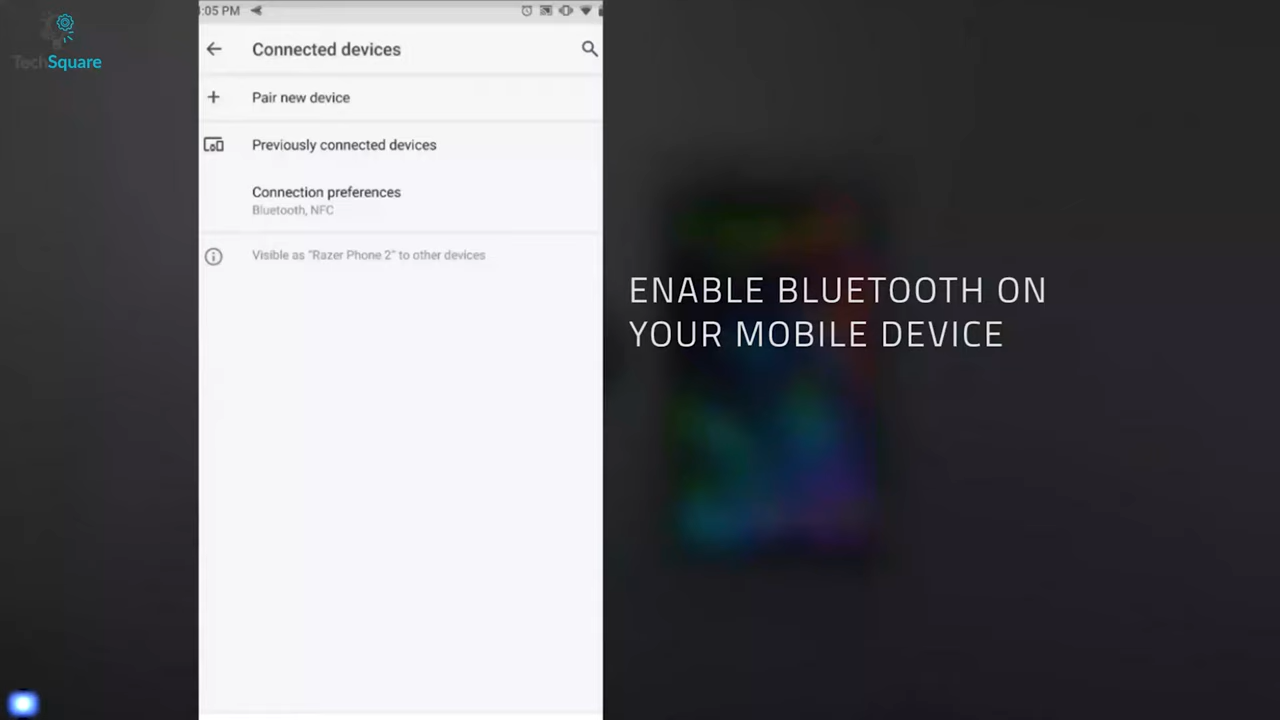 TechSquare
:05 PM
Connected devices
Pair new device
Previously connected devices
Connection preferences
Bluetooth, NFC
Visible as "Razer Phone 2" to other devices
ENABLE BLUETOOTH ON
YOUR MOBILE DEVICE